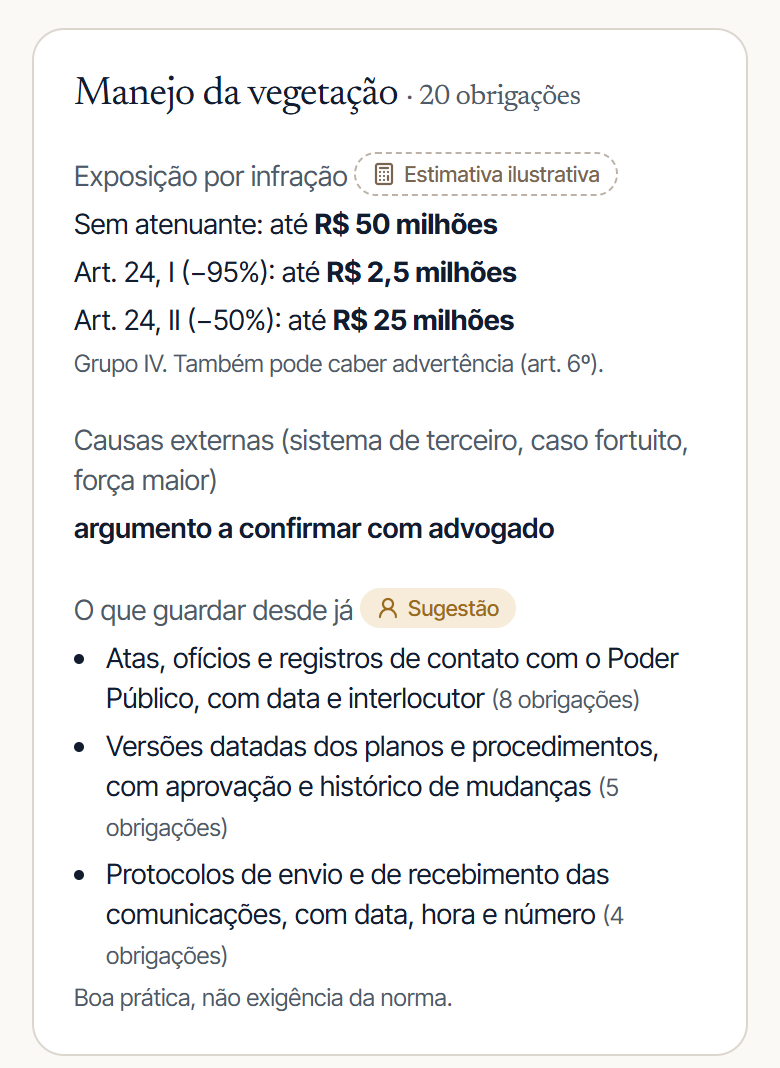 Manejo da vegetação · 20 obrigações
Exposição por infração Estimativa ilustrativa
Sem atenuante: até R$ 50 milhões
Art. 24, I (−95%): até R$ 2,5 milhões
Art. 24, II (−50%): até R$ 25 milhões
Grupo IV. Também pode caber advertência (art. 6º).
Causas externas (sistema de terceiro, caso fortuito,
força maior)
argumento a confirmar com advogado
O que guardar desde já Sugestão
• Atas, ofícios e registros de contato com o Poder
Público, com data e interlocutor (8 obrigações)
• Versões datadas dos planos e procedimentos,
com aprovação e histórico de mudanças (5
obrigações)
• Protocolos de envio e de recebimento das
comunicações, com data, hora e número (4
obrigações)
Boa prática, não exigência da norma.